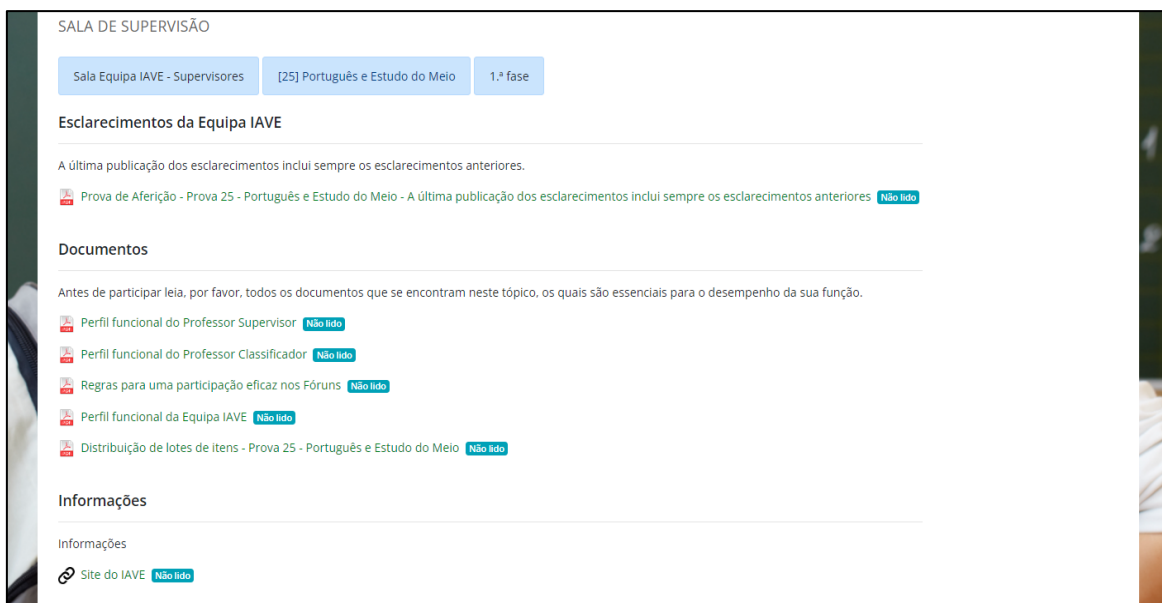 SALA DE SUPERVISÃO
Sala Equipa IAVE - Supervisores [25] Português e Estudo do Meio 1.ª fase
Esclarecimentos da Equipa IAVE
A última publicação dos esclarecimentos inclui sempre os esclarecimentos anteriores.
Prova de Aferição - Prova 25 - Português e Estudo do Meio - A última publicação dos esclarecimentos inclui sempre os esclarecimentos anteriores Não lido
Documentos
Antes de participar leia, por favor, todos os documentos que se encontram neste tópico, os quais são essenciais para o desempenho da sua função.
Perfil funcional do Professor Supervisor Não lido
Perfil funcional do Professor Classificador Não lido
Regras para uma participação eficaz nos Fóruns Não lido
Perfil funcional da Equipa IAVE Não lido
Distribuição de lotes de itens - Prova 25 - Português e Estudo do Meio Não lido
Informações
Informações
Site do IAVE Não lido